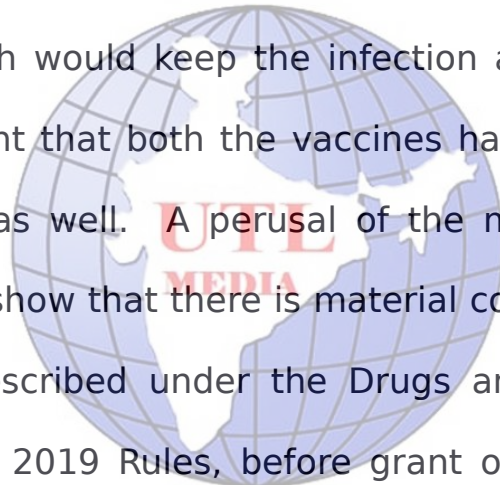 h would keep the infection a
nt that both the vaccines ha
as well. A perusal of the m
UTL
MEDIA
show that there is material co
scribed under the Drugs an
2019 Rules, before grant o